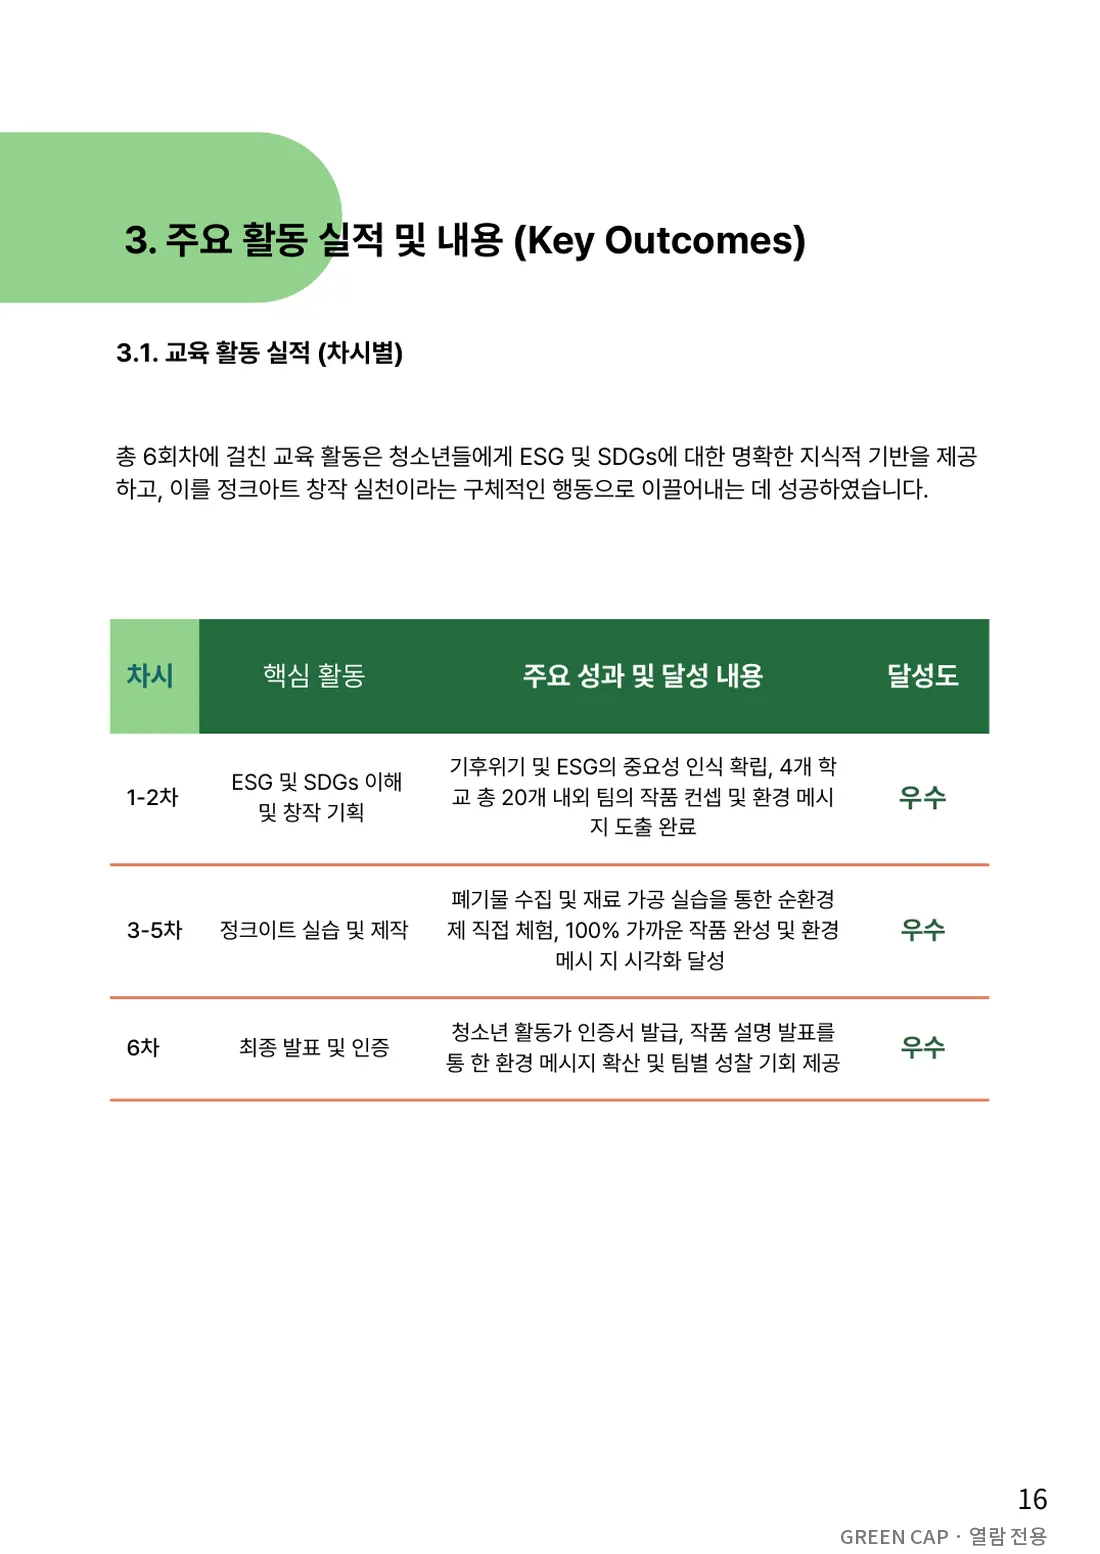 3. 주요 활동 실적 및 내용 (Key Outcomes)
3.1. 교육 활동 실적 (차시별)
총 6회차에 걸친 교육 활동은 청소년들에게 ESG 및 SDGs에 대한 명확한 지식적 기반을 제공
하고, 이를 정크아트 창작 실천이라는 구체적인 행동으로 이끌어내는 데 성공하였습니다.
차시 핵심 활동 주요 성과 및 달성 내용 달성도
1-2차
ESG 및 SDGs 이해
및 창작 기획
기후위기 및 ESG의 중요성 인식 확립, 4개 학
교 총 20개 내외 팀의 작품 컨셉 및 환경 메시
지 도출 완료
우수
3-5차
정크이트 실습 및 제작
폐기물 수집 및 재료 가공 실습을 통한 순환경
제 직접 체험, 100% 가까운 작품 완성 및 환경
메시 지 시각화 달성
우수
6차
최종 발표 및 인증
청소년 활동가 인증서 발급, 작품 설명 발표를
통 한 환경 메시지 확산 및 팀별 성찰 기회 제공
우수
16
GREEN CAP · 열람 전용